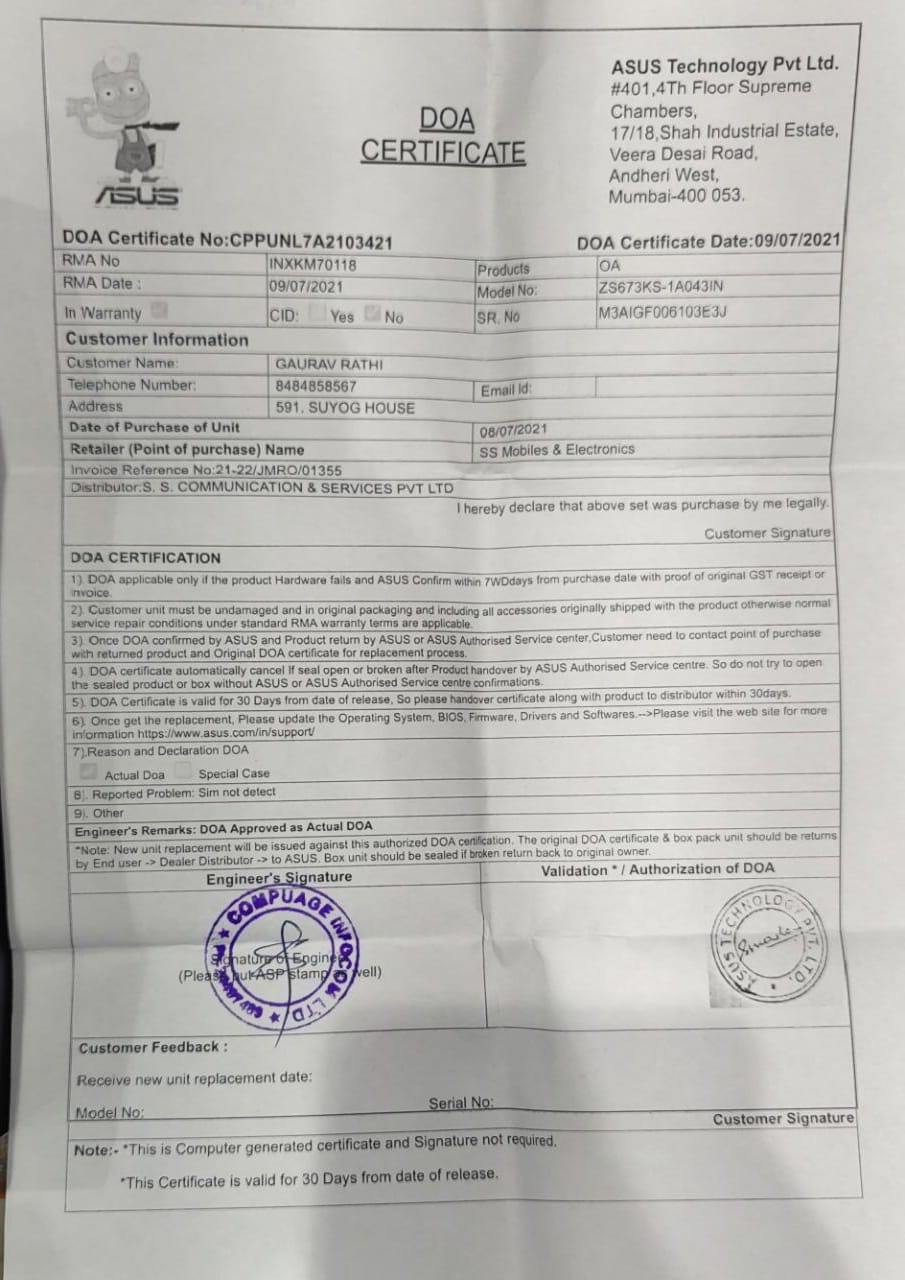 ASUS
DOA
CERTIFICATE
ASUS Technology Pvt Ltd.
#401,4Th Floor Supreme
Chambers,
17/18,Shah Industrial Estate,
Veera Desai Road,
Andheri West,
Mumbai-400 053.
DOA Certificate No:CPPUNL7A2103421
DOA Certificate Date:09/07/2021
RMA No INXKM70118 Products OA
RMA Date : 09/07/2021 Model No: ZS673KS-1A043IN
In Warranty CID: Yes No SR. No M3AIGF006103E3J
Customer Information
Customer Name: GAURAV RATHI
Telephone Number: 8484858567 Email Id:
Address 591, SUYOG HOUSE
Date of Purchase of Unit 08/07/2021
Retailer (Point of purchase) Name SS Mobiles & Electronics
Invoice Reference No:21-22/JMRO/01355
Distributor:S. S. COMMUNICATION & SERVICES PVT LTD
I hereby declare that above set was purchase by me legally.
Customer Signature
DOA CERTIFICATION
1). DOA applicable only if the product Hardware fails and ASUS Confirm within 7WDdays from purchase date with proof of original GST receipt or
invoice.
2). Customer unit must be undamaged and in original packaging and including all accessories originally shipped with the product otherwise normal
service repair conditions under standard RMA warranty terms are applicable.
3). Once DOA confirmed by ASUS and Product return by ASUS or ASUS Authorised Service center,Customer need to contact point of purchase
with returned product and Original DOA certificate for replacement process.
4). DOA certificate automatically cancel If seal open or broken after Product handover by ASUS Authorised Service centre. So do not try to open
the sealed product or box without ASUS or ASUS Authorised Service centre confirmations.
5). DOA Certificate is valid for 30 Days from date of release, So please handover certificate along with product to distributor within 30days.
6). Once get the replacement, Please update the Operating System, BIOS, Firmware, Drivers and Softwares.-->Please visit the web site for more
information https://www.asus.com/in/support/
7).Reason and Declaration DOA
Actual Doa Special Case
8). Reported Problem: Sim not detect
9). Other
Engineer's Remarks: DOA Approved as Actual DOA
*Note: New unit replacement will be issued against this authorized DOA certification. The original DOA certificate & box pack unit should be returns
by End user -> Dealer Distributor -> to ASUS. Box unit should be sealed if broken return back to original owner.
Engineer's Signature
Validation * / Authorization of DOA
COMPUAGE INFOCOM LTD
Signature of Engineer
(Please put ASP stamp as well)
ASUS TECHNOLOGY PVT. LTD.
Customer Feedback :
Receive new unit replacement date:
Model No: Serial No:
Customer Signature
Note:- *This is Computer generated certificate and Signature not required.
*This Certificate is valid for 30 Days from date of release.